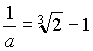 1/a = ∛2 − 1